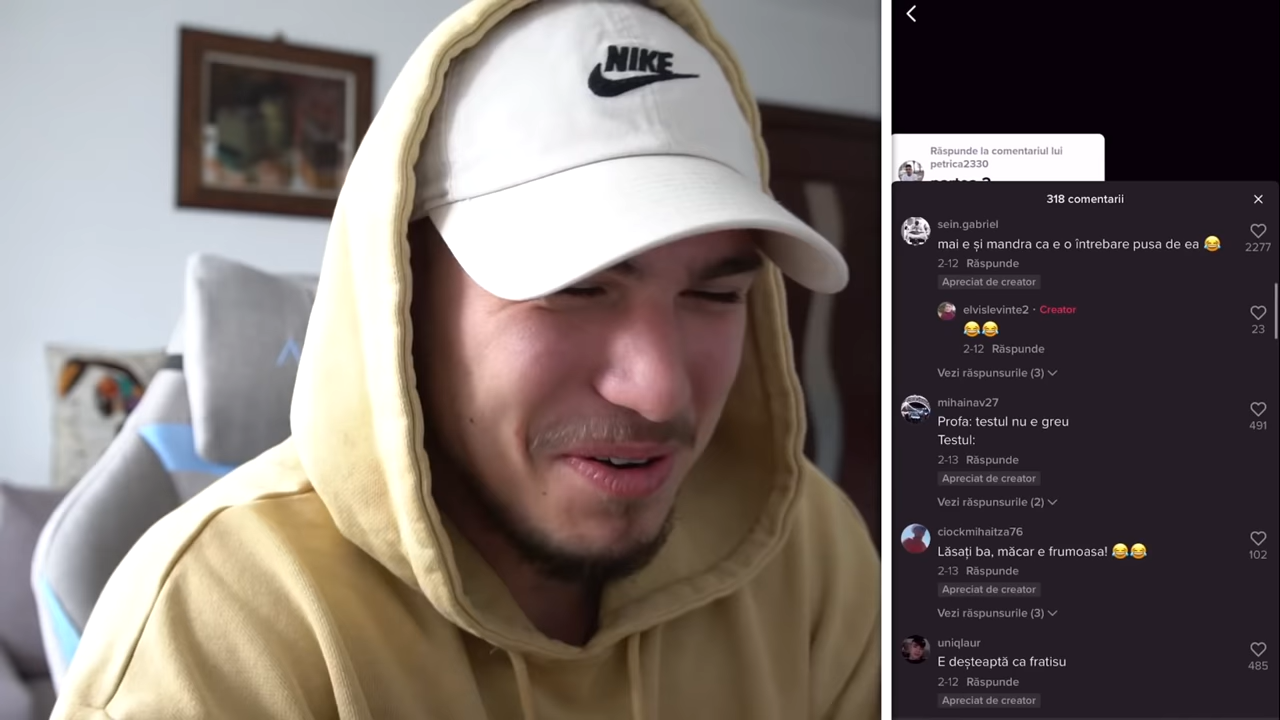 NIKE
Răspunde la comentariul lui
petrica2330
318 comentarii
sein.gabriel
mai e și mandra ca e o întrebare pusa de ea 😂
2277
2-12 Răspunde
Apreciat de creator
elvislevinte2 · Creator
😂😂
23
2-12 Răspunde
Vezi răspunsurile (3)
mihainav27
Profa: testul nu e greu
491
Testul:
2-13 Răspunde
Apreciat de creator
Vezi răspunsurile (2)
ciockmihaitza76
Lăsați ba, măcar e frumoasa! 😂😂
102
2-13 Răspunde
Apreciat de creator
Vezi răspunsurile (3)
uniqlaur
E deșteaptă ca fratisu
485
2-12 Răspunde
Apreciat de creator